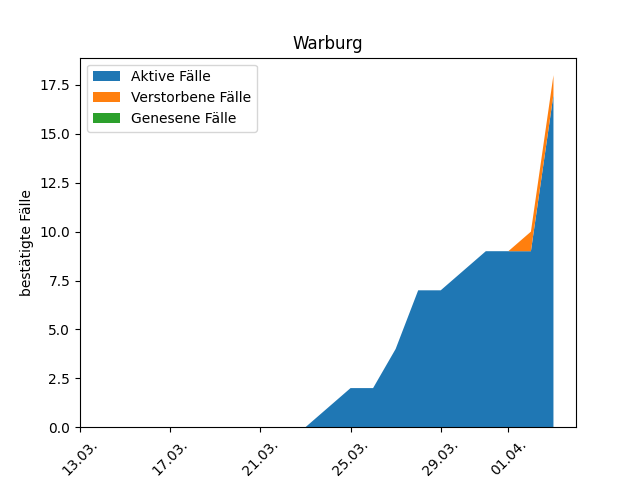 Warburg
Aktive Fälle
Verstorbene Fälle
Genesene Fälle
bestätigte Fälle
17.5
15.0
12.5
10.0
7.5
5.0
2.5
0.0
13.03.
17.03.
21.03.
25.03.
29.03.
01.04.